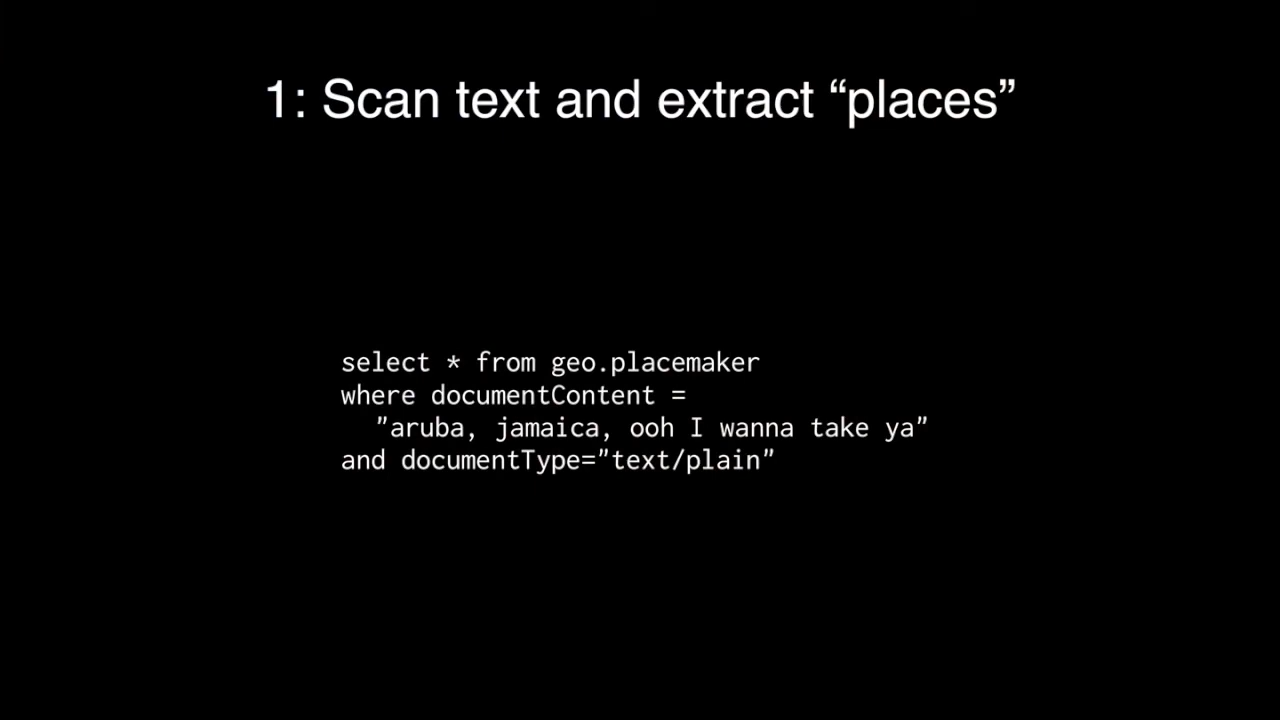 1: Scan text and extract “places”
select * from geo.placemaker
where documentContent =
"aruba, jamaica, ooh I wanna take ya"
and documentType="text/plain"